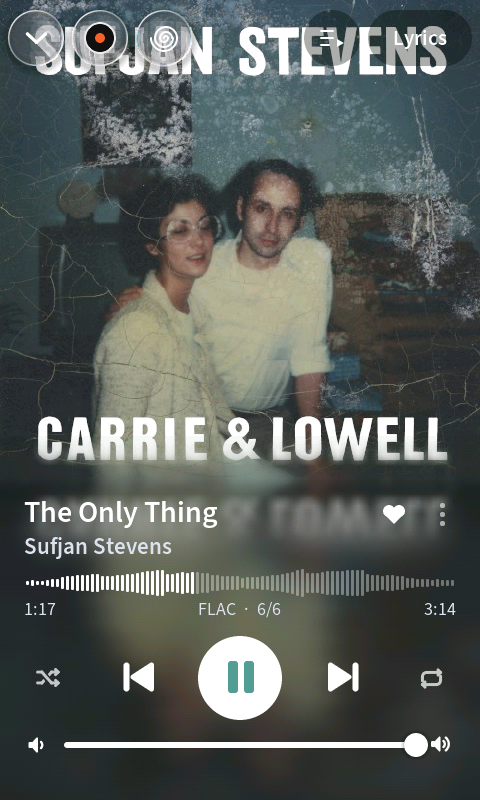 SUFJAN STEVENS
Lyrics
CARRIE & LOWELL
The Only Thing
Sufjan Stevens
1:17
FLAC · 6/6
3:14